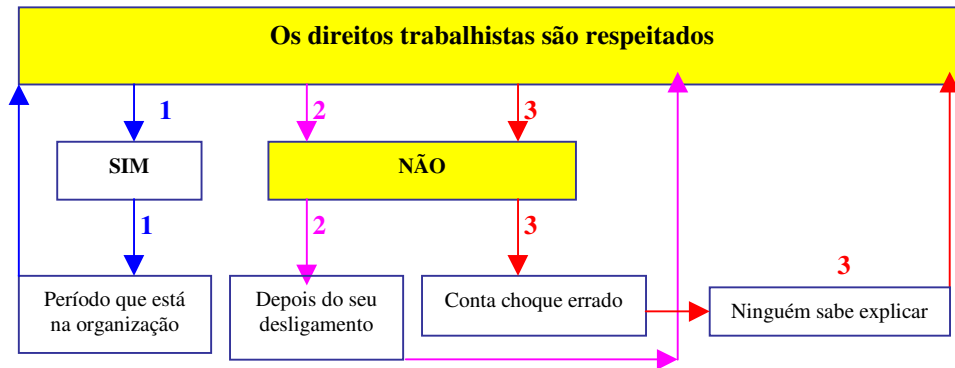 Os direitos trabalhistas são respeitados
1
2
3
SIM
NÃO
1
2
3
3
Período que está
na organização
Depois do seu
desligamento
Conta choque errado
Ninguém sabe explicar